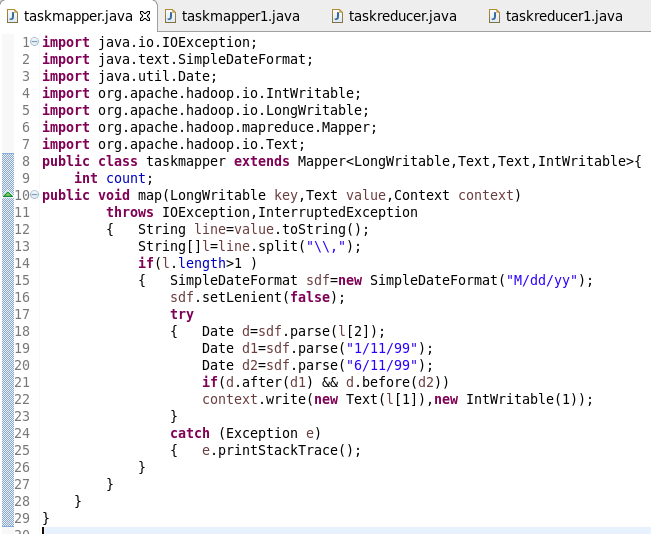 taskmapper.java taskmapper1.java taskreducer.java taskreducer1.java
1 import java.io.IOException;
2 import java.text.SimpleDateFormat;
3 import java.util.Date;
4 import org.apache.hadoop.io.IntWritable;
5 import org.apache.hadoop.io.LongWritable;
6 import org.apache.hadoop.mapreduce.Mapper;
7 import org.apache.hadoop.io.Text;
8 public class taskmapper extends Mapper<LongWritable,Text,Text,IntWritable>{
9     int count;
10 public void map(LongWritable key,Text value,Context context)
11         throws IOException,InterruptedException
12         {   String line=value.toString();
13             String[]l=line.split("\\,");
14             if(l.length>1 )
15             {   SimpleDateFormat sdf=new SimpleDateFormat("M/dd/yy");
16                 sdf.setLenient(false);
17                 try
18                 {   Date d=sdf.parse(l[2]);
19                     Date d1=sdf.parse("1/11/99");
20                     Date d2=sdf.parse("6/11/99");
21                     if(d.after(d1) && d.before(d2))
22                     context.write(new Text(l[1]),new IntWritable(1));
23                 }
24                 catch (Exception e)
25                 {   e.printStackTrace();
26             }
27         }
28     }
29 }
30